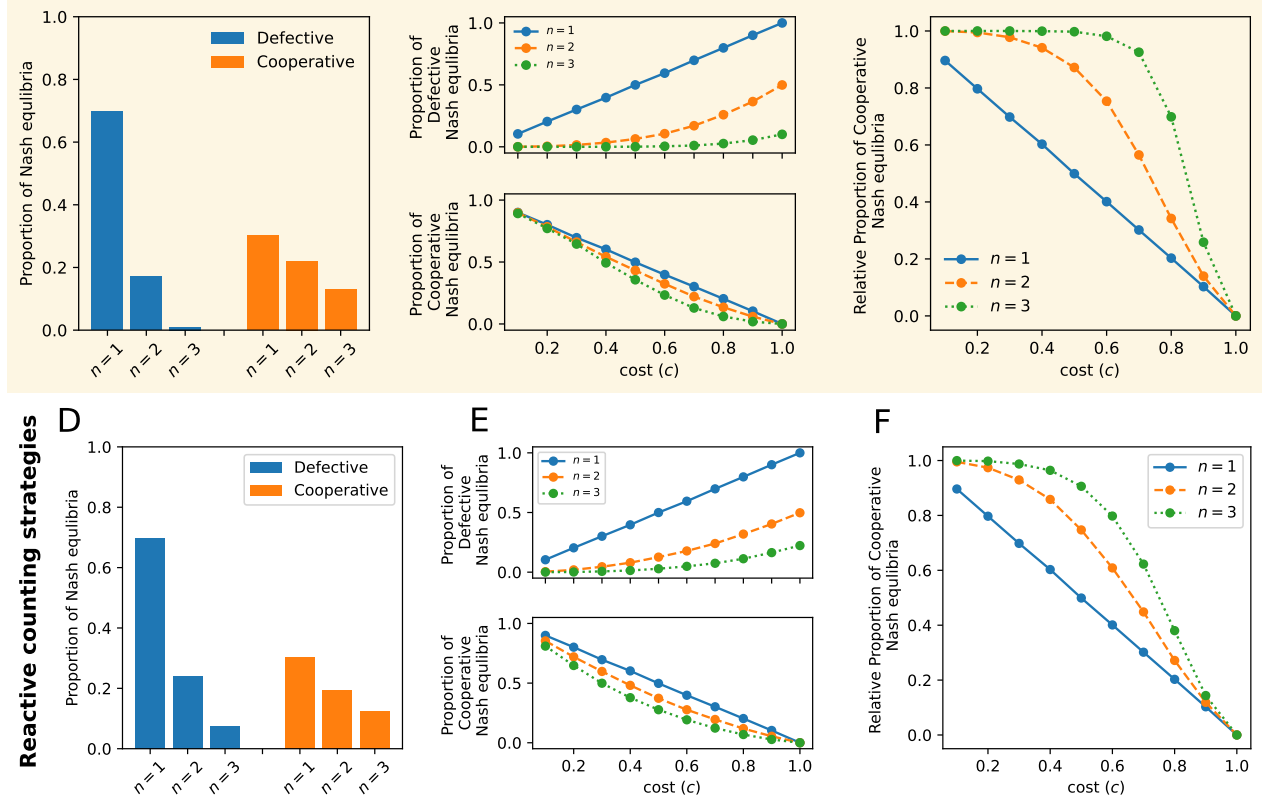 Proportion of Nash equlibria
1.0
0.8
0.6
0.4
0.2
0.0
Defective
Cooperative
n = 1
n = 2
n = 3
n = 1
n = 2
n = 3
Proportion of
Defective
Nash equlibria
1.0
0.5
0.0
n = 1
n = 2
n = 3
Proportion of
Cooperative
Nash equlibria
1.0
0.5
0.0
0.2
0.4
0.6
0.8
1.0
cost (c)
Relative Proportion of Cooperative
Nash equlibria
1.0
0.8
0.6
0.4
0.2
0.0
n = 1
n = 2
n = 3
0.2
0.4
0.6
0.8
1.0
cost (c)
Reactive counting strategies
D
Proportion of Nash equlibria
1.0
0.8
0.6
0.4
0.2
0.0
Defective
Cooperative
n = 1
n = 2
n = 3
n = 1
n = 2
n = 3
E
Proportion of
Defective
Nash equlibria
1.0
0.5
0.0
n = 1
n = 2
n = 3
Proportion of
Cooperative
Nash equlibria
1.0
0.5
0.0
0.2
0.4
0.6
0.8
1.0
cost (c)
F
Relative Proportion of Cooperative
Nash equlibria
1.0
0.8
0.6
0.4
0.2
0.0
n = 1
n = 2
n = 3
0.2
0.4
0.6
0.8
1.0
cost (c)